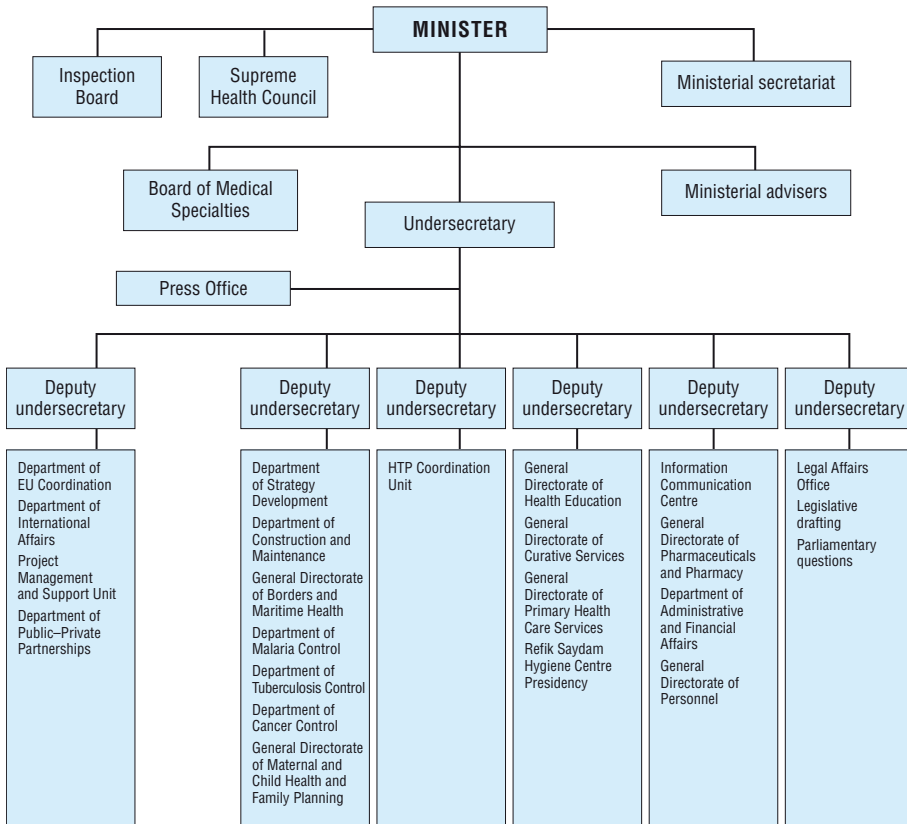 MINISTER
Inspection
Board
Supreme
Health Council
Ministerial secretariat
Board of Medical
Specialties
Ministerial advisers
Undersecretary
Press Office
Deputy
undersecretary
Department of
EU Coordination
Department of
International
Affairs
Project
Management
and Support Unit
Department of
Public–Private
Partnerships
Deputy
undersecretary
Department
of Strategy
Development
Department of
Construction and
Maintenance
General Directorate
of Borders and
Maritime Health
Department of
Malaria Control
Department of
Tuberculosis Control
Department of
Cancer Control
General Directorate
of Maternal and
Child Health and
Family Planning
Deputy
undersecretary
HTP Coordination
Unit
Deputy
undersecretary
General
Directorate of
Health Education
General
Directorate of
Curative Services
General
Directorate of
Primary Health
Care Services
Refik Saydam
Hygiene Centre
Presidency
Deputy
undersecretary
Information
Communication
Centre
General
Directorate of
Pharmaceuticals
and Pharmacy
Department of
Administrative
and Financial
Affairs
General
Directorate of
Personnel
Deputy
undersecretary
Legal Affairs
Office
Legislative
drafting
Parliamentary
questions